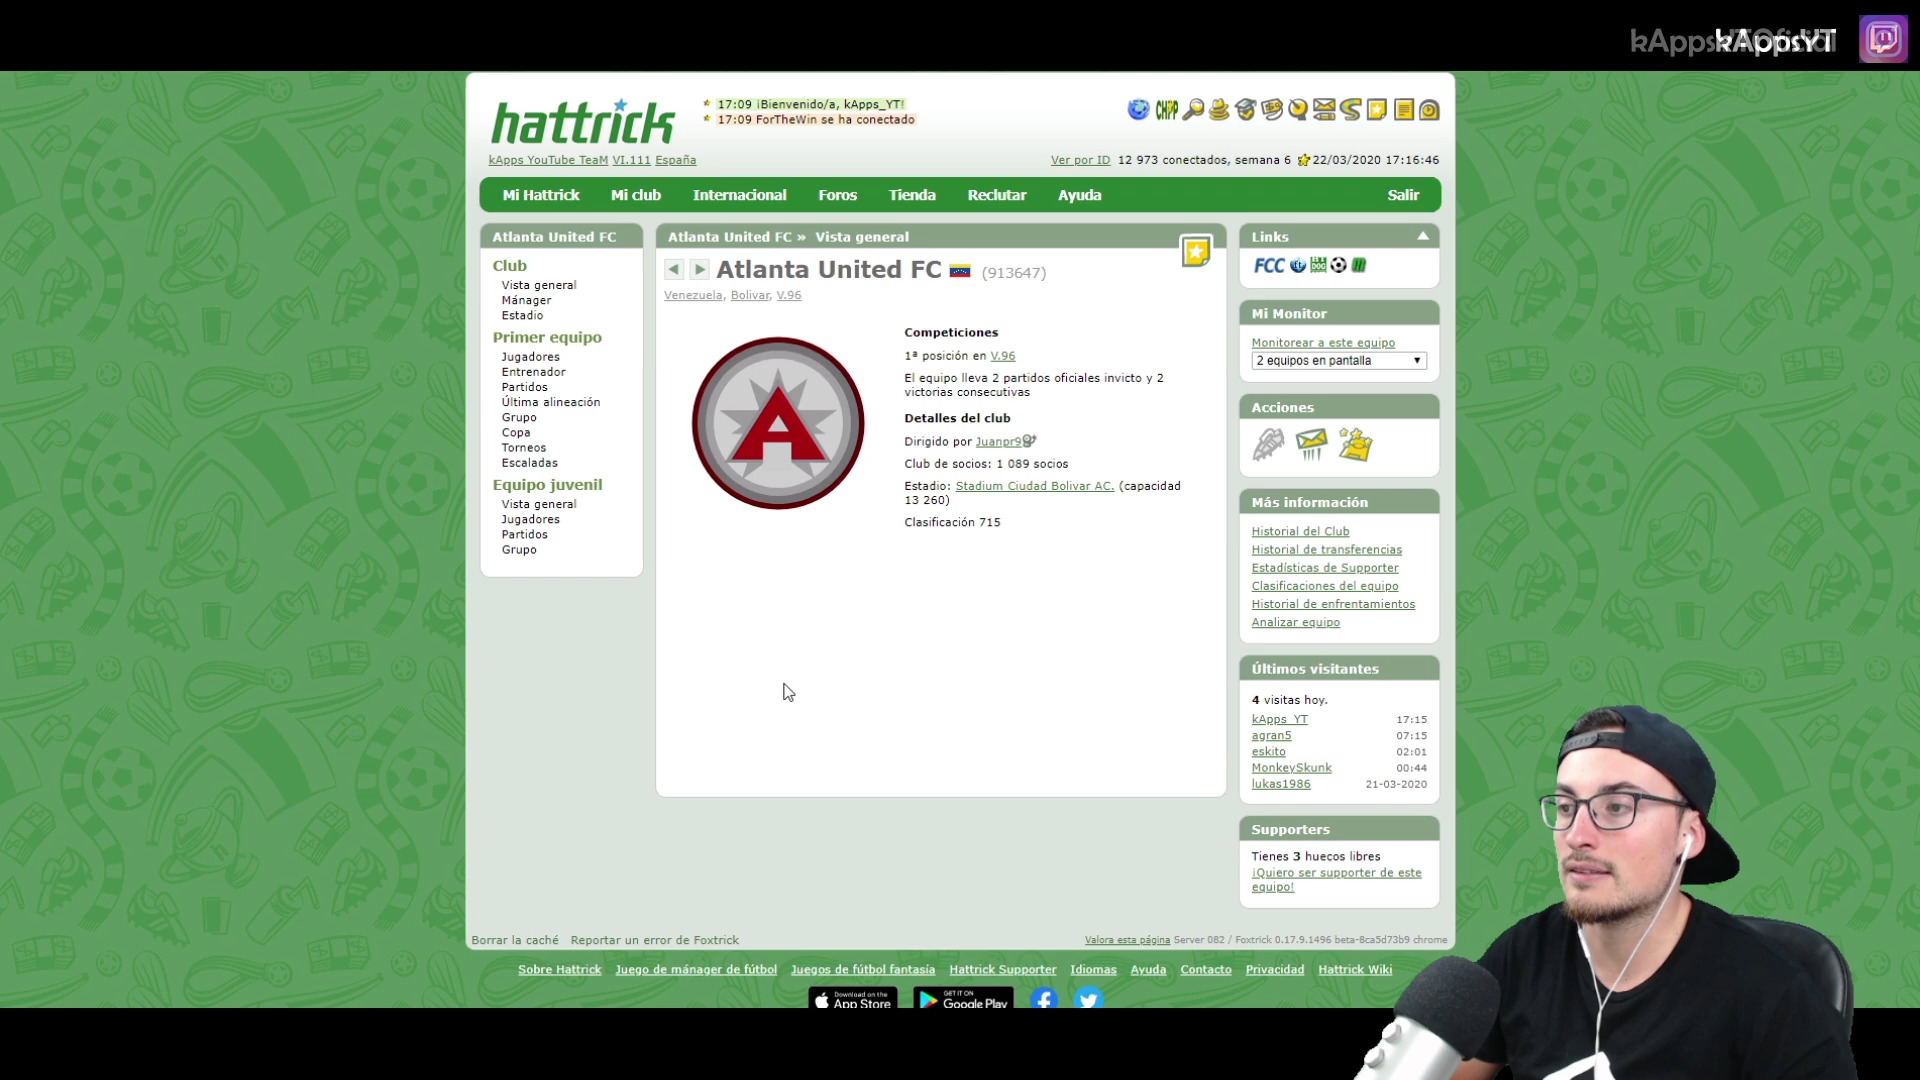 kAppsYT
hattrick
17:09 ¡Bienvenido/a, kApps_YT!
17:09 ForTheWin se ha conectado
CHPP
kApps YouTube TeaM VI.111 España
Ver por ID 12 973 conectados, semana 6 22/03/2020 17:16:46
Mi Hattrick Mi club Internacional Foros Tienda Reclutar Ayuda Salir
Atlanta United FC
Club
Vista general
Mánager
Estadio
Primer equipo
Jugadores
Entrenador
Partidos
Última alineación
Grupo
Copa
Torneos
Escaladas
Equipo juvenil
Vista general
Jugadores
Partidos
Grupo
Atlanta United FC » Vista general
Atlanta United FC (913647)
Venezuela, Bolivar, V.96
A
Competiciones
1ª posición en V.96
El equipo lleva 2 partidos oficiales invicto y 2
victorias consecutivas
Detalles del club
Dirigido por Juanpr9
Club de socios: 1 089 socios
Estadio: Stadium Ciudad Bolivar AC. (capacidad
13 260)
Clasificación 715
Links
FCC
Mi Monitor
Monitorear a este equipo
2 equipos en pantalla
Acciones
Más información
Historial del Club
Historial de transferencias
Estadísticas de Supporter
Clasificaciones del equipo
Historial de enfrentamientos
Analizar equipo
Últimos visitantes
4 visitas hoy.
kApps_YT 17:15
agran5 07:15
eskito 02:01
MonkeySkunk 00:44
lukas1986 21-03-2020
Supporters
Tienes 3 huecos libres
¡Quiero ser supporter de este
equipo!
Borrar la caché Reportar un error de Foxtrick
Valora esta página Server 082 / Foxtrick 0.17.9.1496 beta-8ca5d73b9 chrome
Sobre Hattrick Juego de mánager de fútbol Juegos de fútbol fantasía Hattrick Supporter Idiomas Ayuda Contacto Privacidad Hattrick Wiki
Download on the
App Store
GET IT ON
Google Play